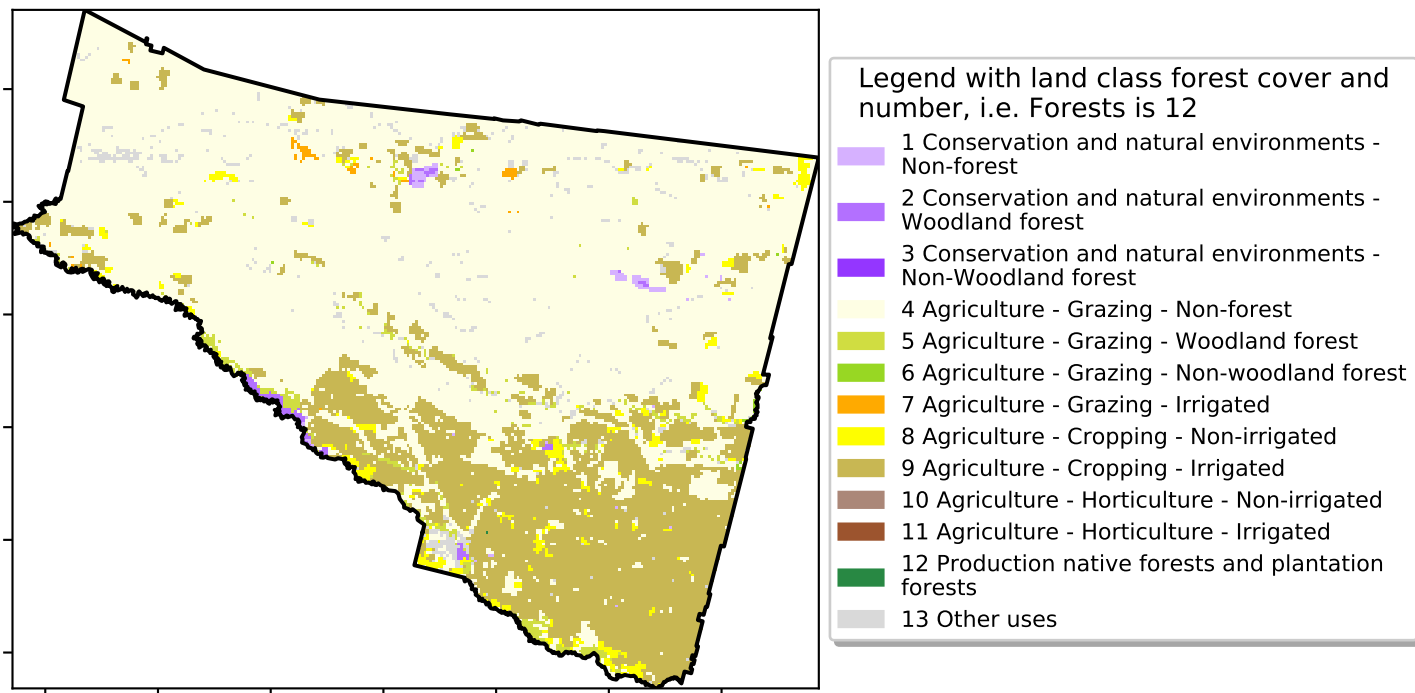 Legend with land class forest cover and
number, i.e. Forests is 12
1 Conservation and natural environments -
Non-forest
2 Conservation and natural environments -
Woodland forest
3 Conservation and natural environments -
Non-Woodland forest
4 Agriculture - Grazing - Non-forest
5 Agriculture - Grazing - Woodland forest
6 Agriculture - Grazing - Non-woodland forest
7 Agriculture - Grazing - Irrigated
8 Agriculture - Cropping - Non-irrigated
9 Agriculture - Cropping - Irrigated
10 Agriculture - Horticulture - Non-irrigated
11 Agriculture - Horticulture - Irrigated
12 Production native forests and plantation
forests
13 Other uses